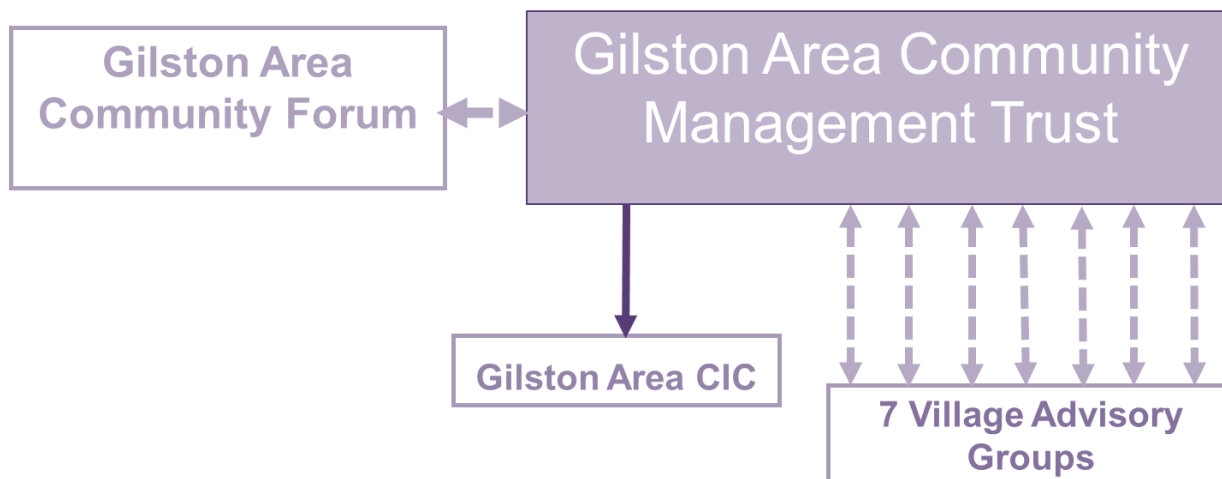 Gilston Area
Community Forum
Gilston Area Community
Management Trust
Gilston Area CIC
7 Village Advisory
Groups